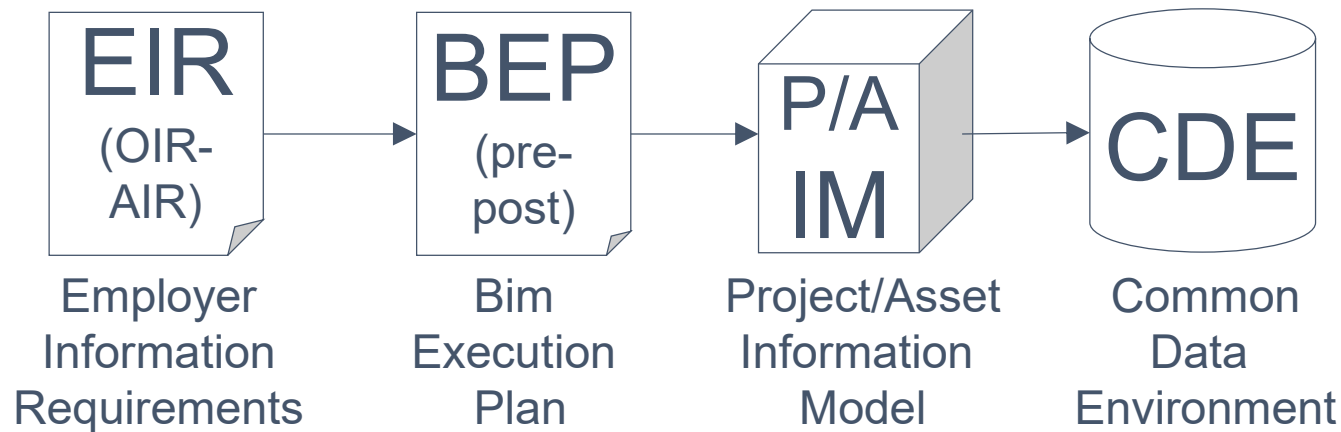 EIR
(OIR-
AIR)
Employer
Information
Requirements
BEP
(pre-
post)
Bim
Execution
Plan
P/A
IM
Project/Asset
Information
Model
CDE
Common
Data
Environment